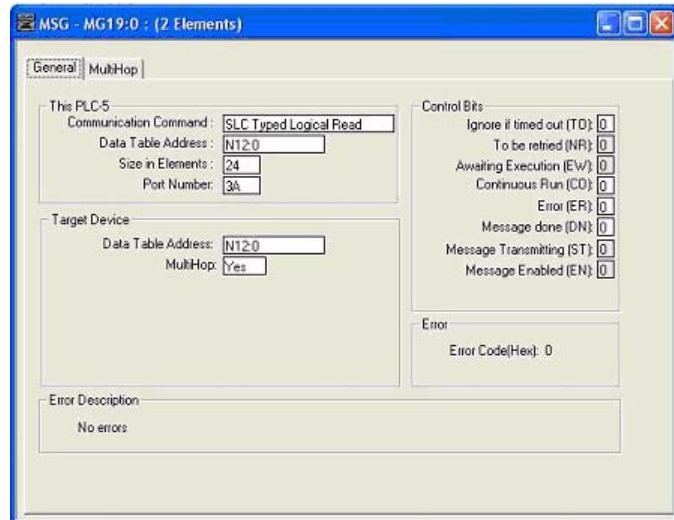 MSG - MG19:0 : (2 Elements)
General
MultiHop
This PLC-5
Communication Command : SLC Typed Logical Read
Data Table Address : N12:0
Size in Elements : 24
Port Number: 3A
Target Device
Data Table Address: N12:0
MultiHop: Yes
Control Bits
Ignore if timed out (TO): 0
To be retried (NR): 0
Awaiting Execution (EW): 0
Continuous Run (CO): 0
Error (ER): 0
Message done (DN): 0
Message Transmitting (ST): 0
Message Enabled (EN): 0
Error
Error Code(Hex): 0
Error Description
No errors